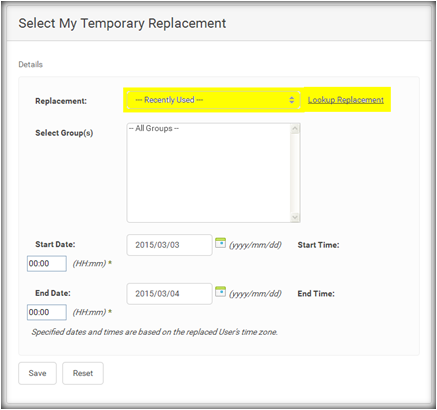 Select My Temporary Replacement
Details
Replacement: --- Recently Used --- Lookup Replacement
Select Group(s) -- All Groups --
Start Date: 2015/03/03 (yyyy/mm/dd) Start Time:
00:00 (HH:mm) *
End Date: 2015/03/04 (yyyy/mm/dd) End Time:
00:00 (HH:mm) *
Specified dates and times are based on the replaced User's time zone.
Save Reset